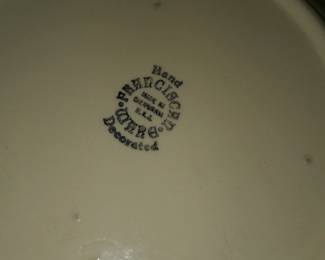 Hand
FRANCISCAN
MADE IN
CALIFORNIA
U.S.A.
WARE
Decorated